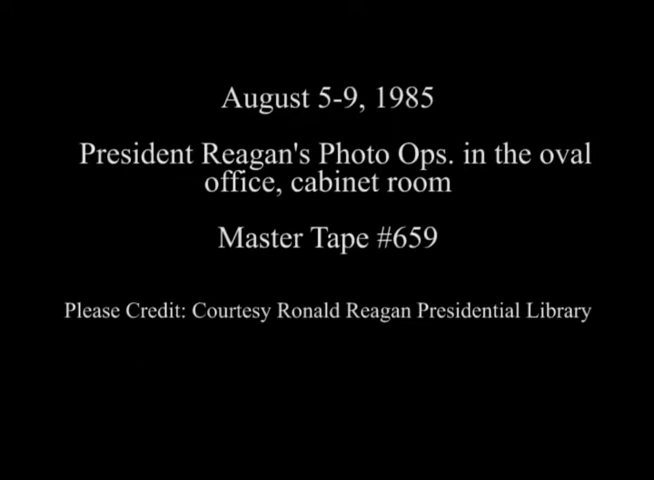 August 5-9, 1985
President Reagan's Photo Ops. in the oval
office, cabinet room
Master Tape #659
Please Credit: Courtesy Ronald Reagan Presidential Library